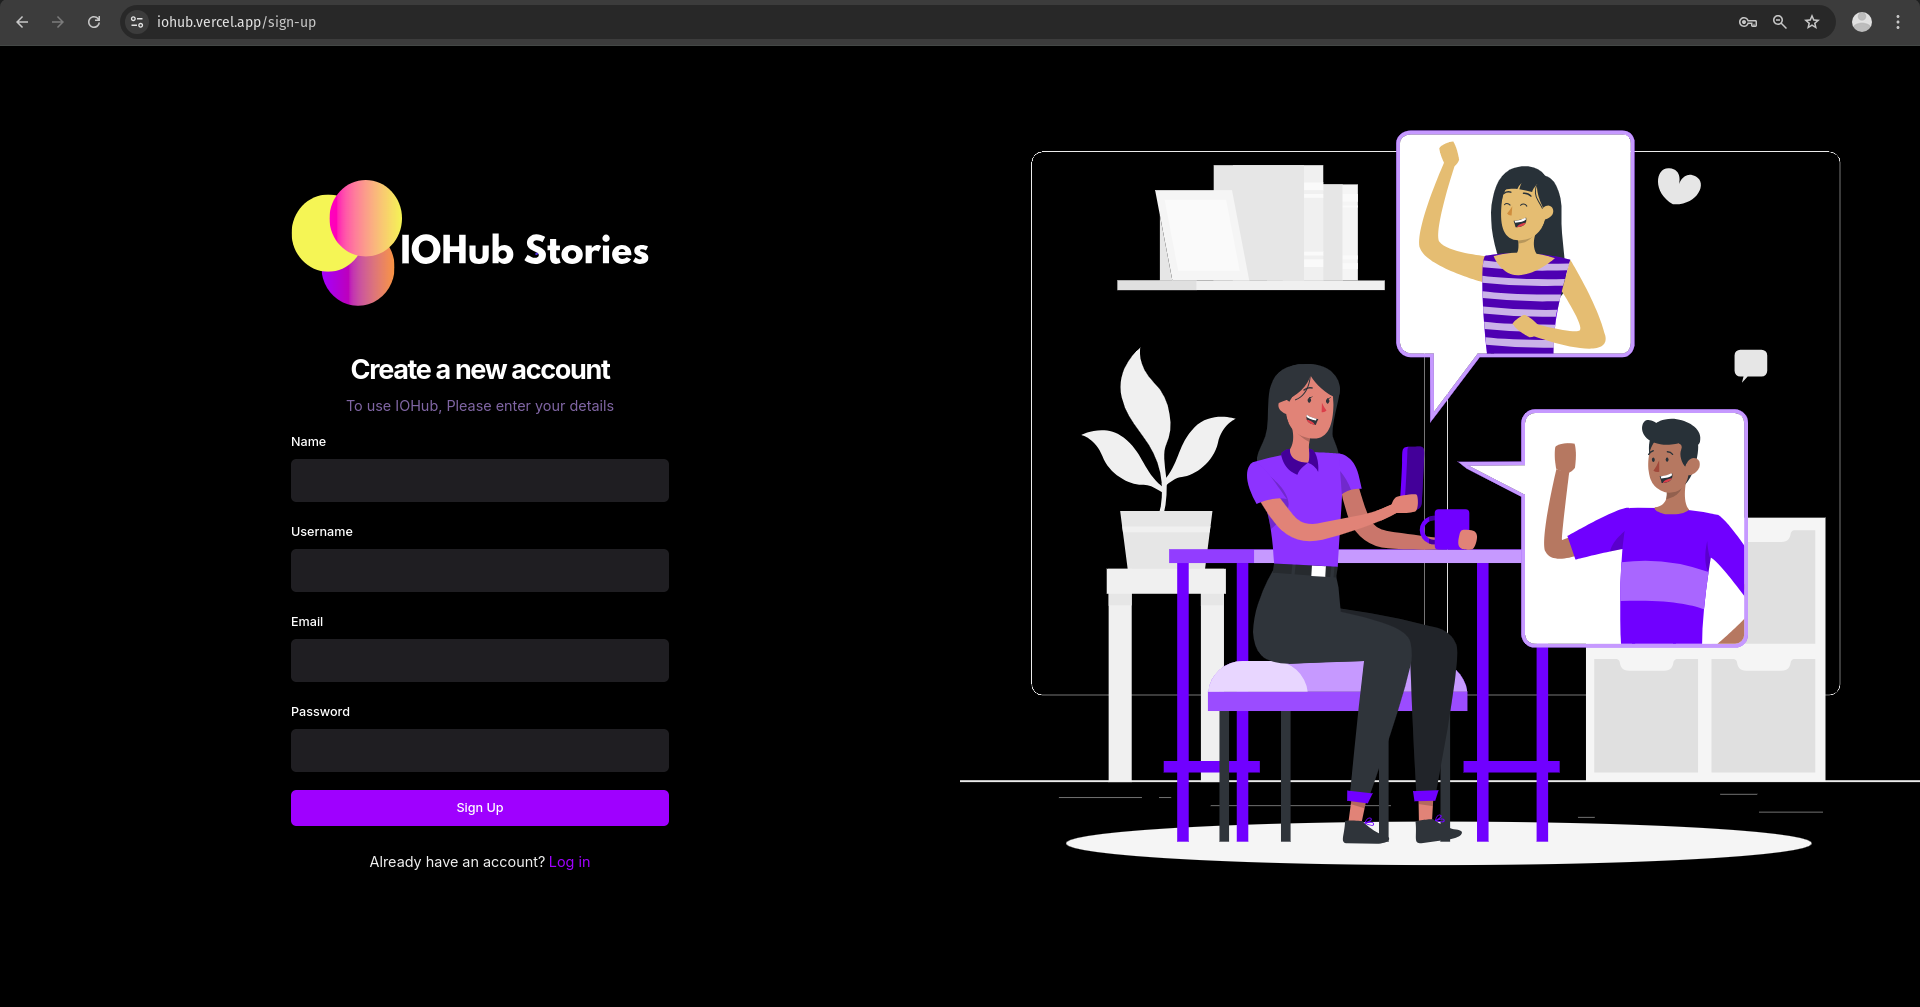 iohub.vercel.app/sign-up
IOHub Stories
Create a new account
To use IOHub, Please enter your details
Name
Username
Email
Password
Sign Up
Already have an account? Log in